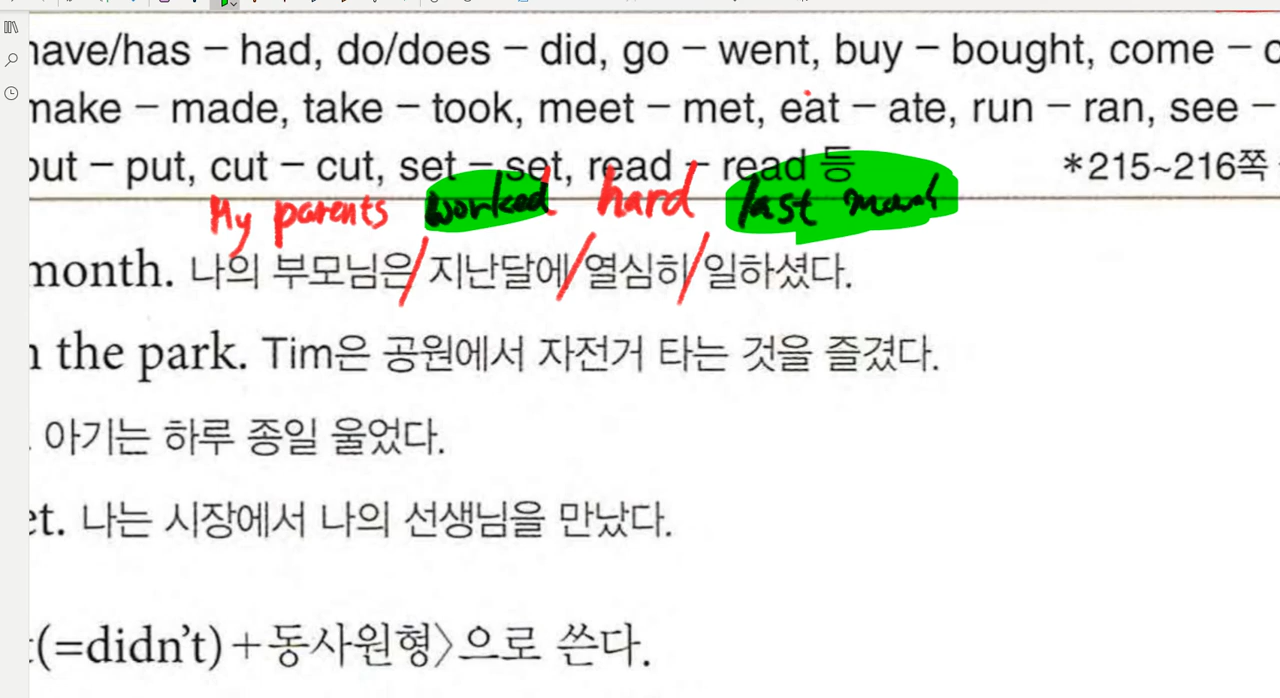 have/has – had, do/does – did, go – went, buy – bought, come –
make – made, take – took, meet – met, eat – ate, run – ran, see –
put – put, cut – cut, set – set, read – read 등 *215~216쪽
My parents worked hard last
month. 나의 부모님은/ 지난달에/ 열심히/ 일하셨다.
the park. Tim은 공원에서 자전거 타는 것을 즐겼다.
. 아기는 하루 종일 울었다.
et. 나는 시장에서 나의 선생님을 만났다.
(=didn't)+동사원형〉으로 쓴다.